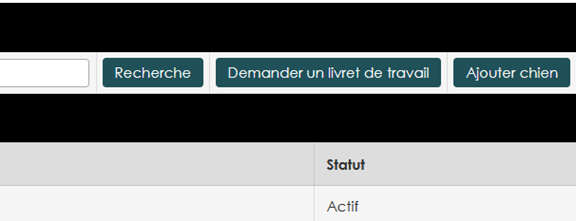 Recherche Demander un livret de travail Ajouter chien
Statut
Actif